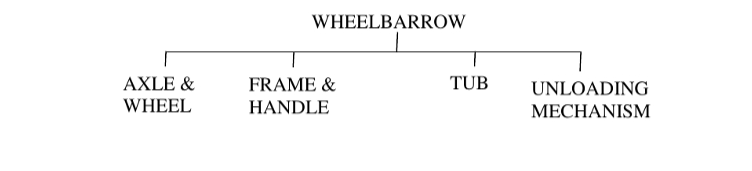 WHEELBARROW
AXLE &
WHEEL
FRAME &
HANDLE
TUB
UNLOADING
MECHANISM